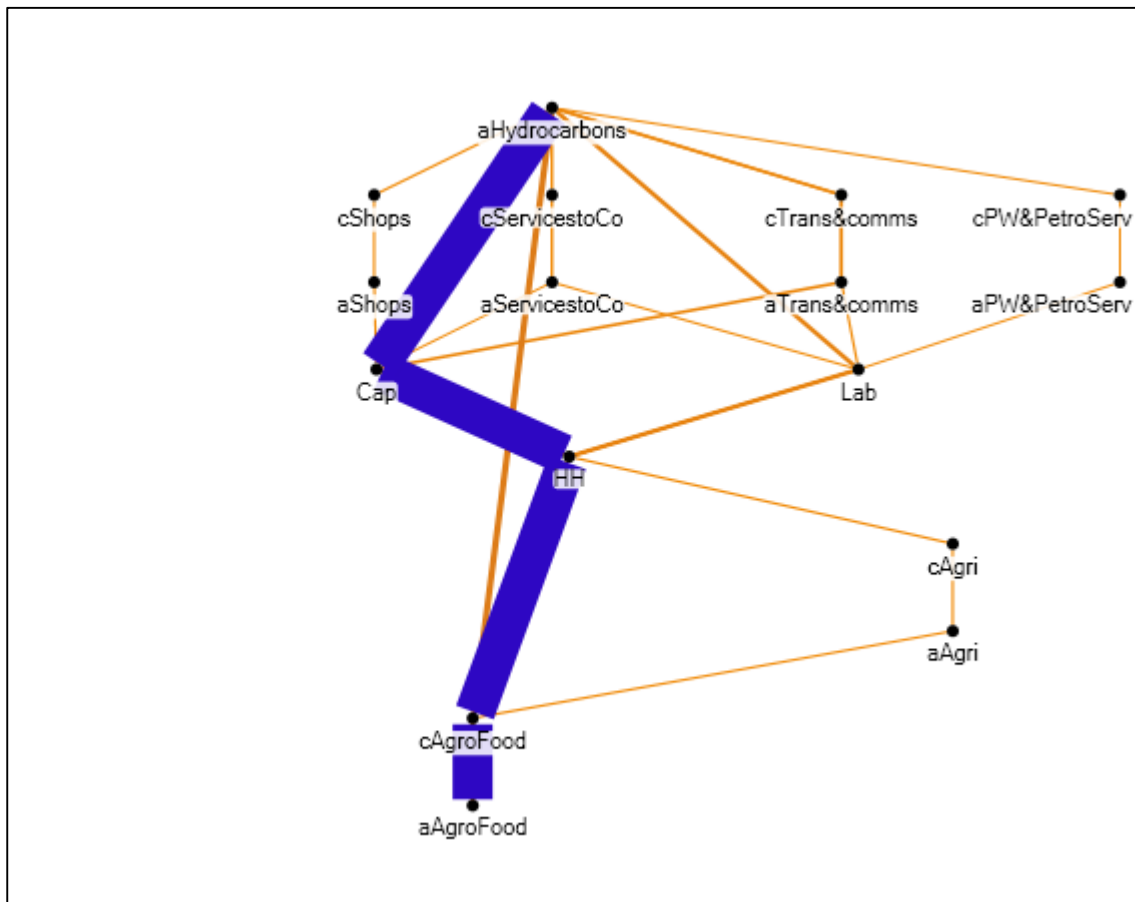 aHydrocarbons
cShops
cServicestoCo
cTrans&comms
cPW&PetroServ
aShops
aServicestoCo
aTrans&comms
aPW&PetroServ
Cap
Lab
HH
cAgri
aAgri
cAgroFood
aAgroFood